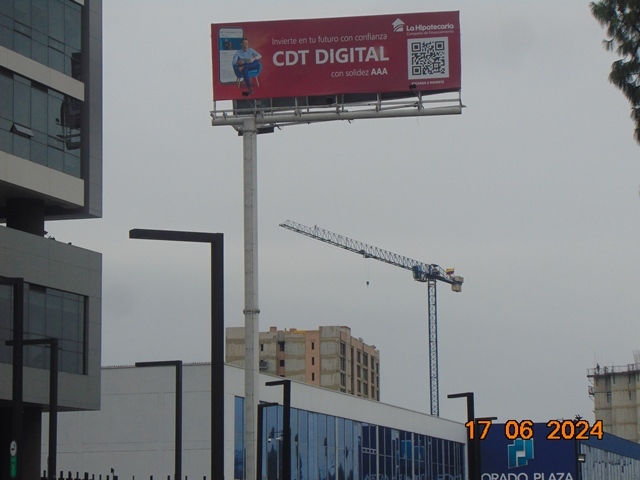 Invierte en tu futuro con confianza
CDT DIGITAL
con solidez AAA
La Hipotecaria
17 06 2024
ORADO PLAZA